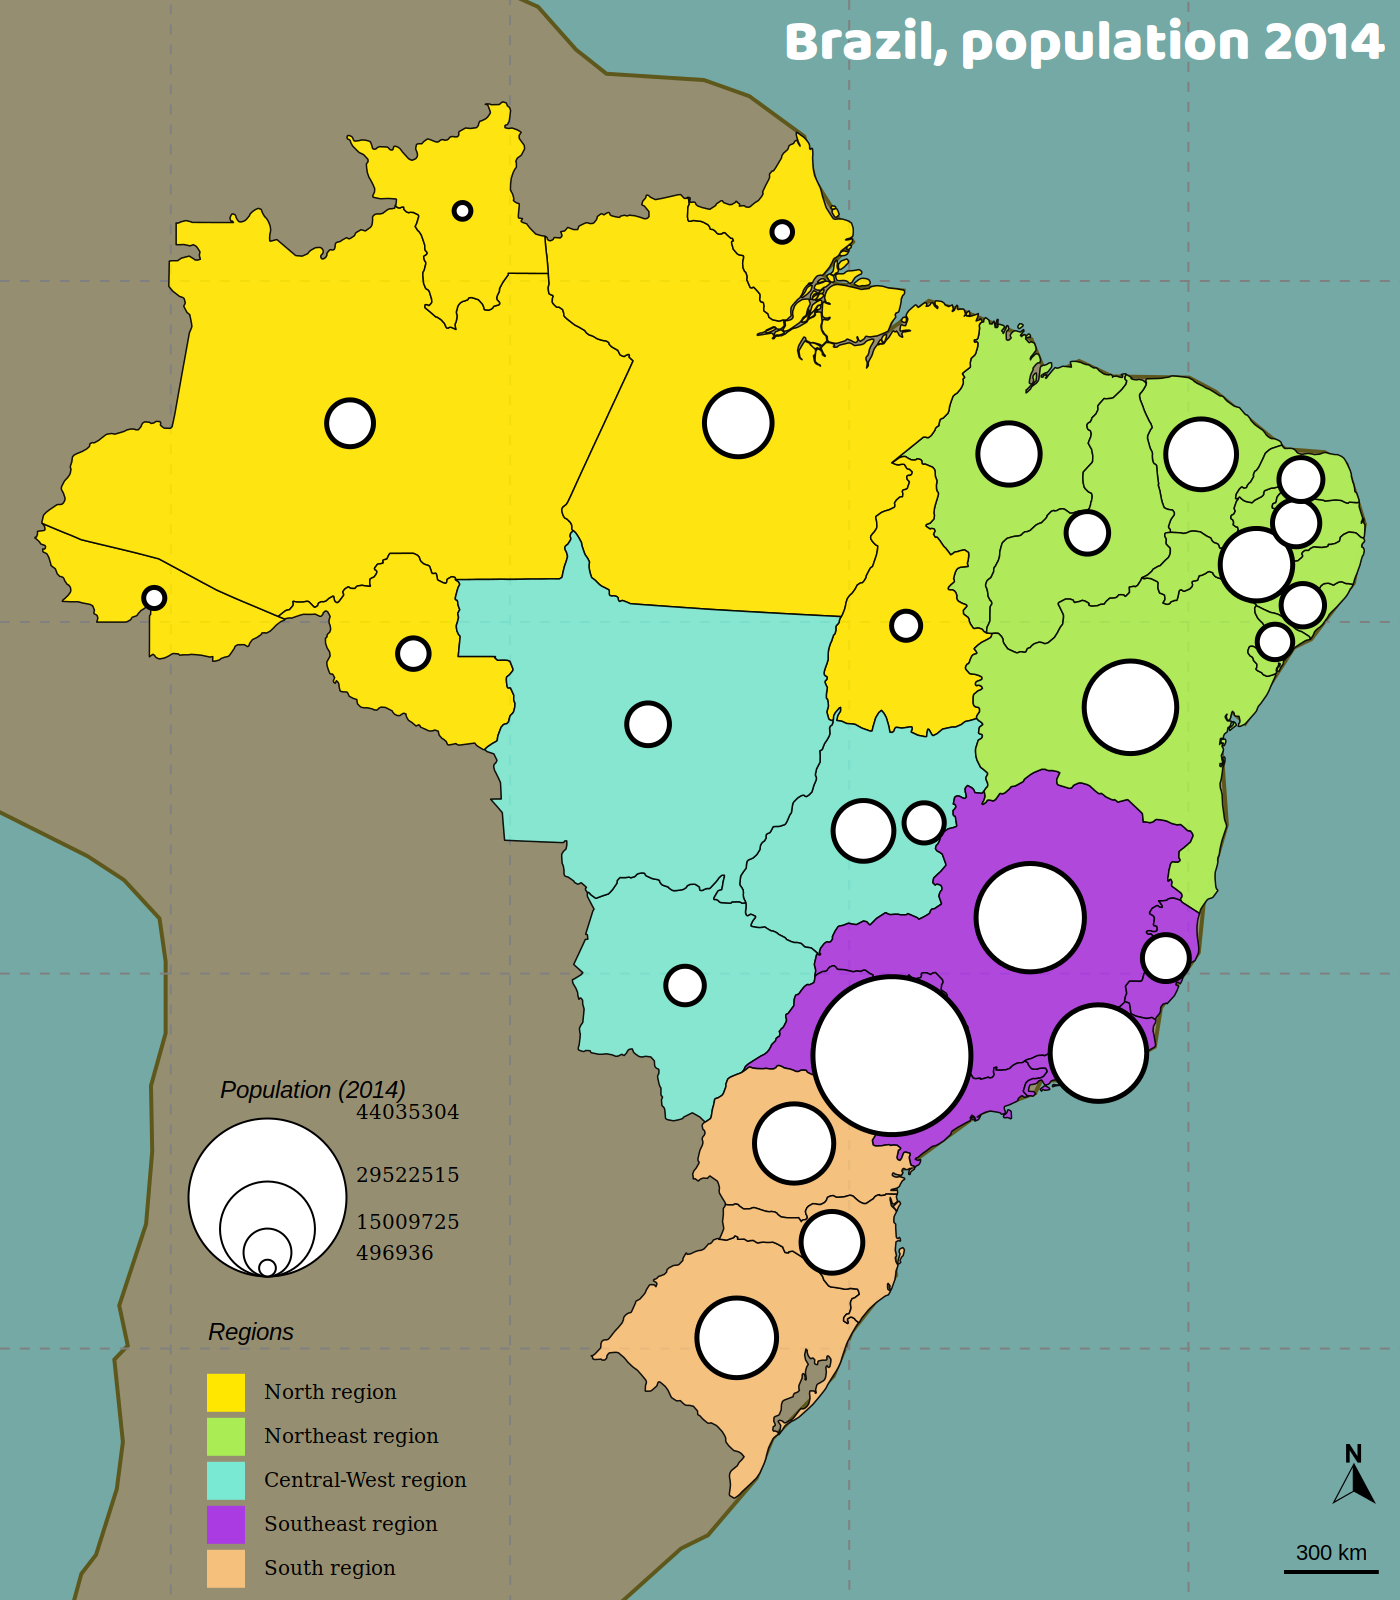 Brazil, population 2014
Population (2014)
44035304
29522515
15009725
496936
Regions
North region
Northeast region
Central-West region
Southeast region
South region
N
300 km